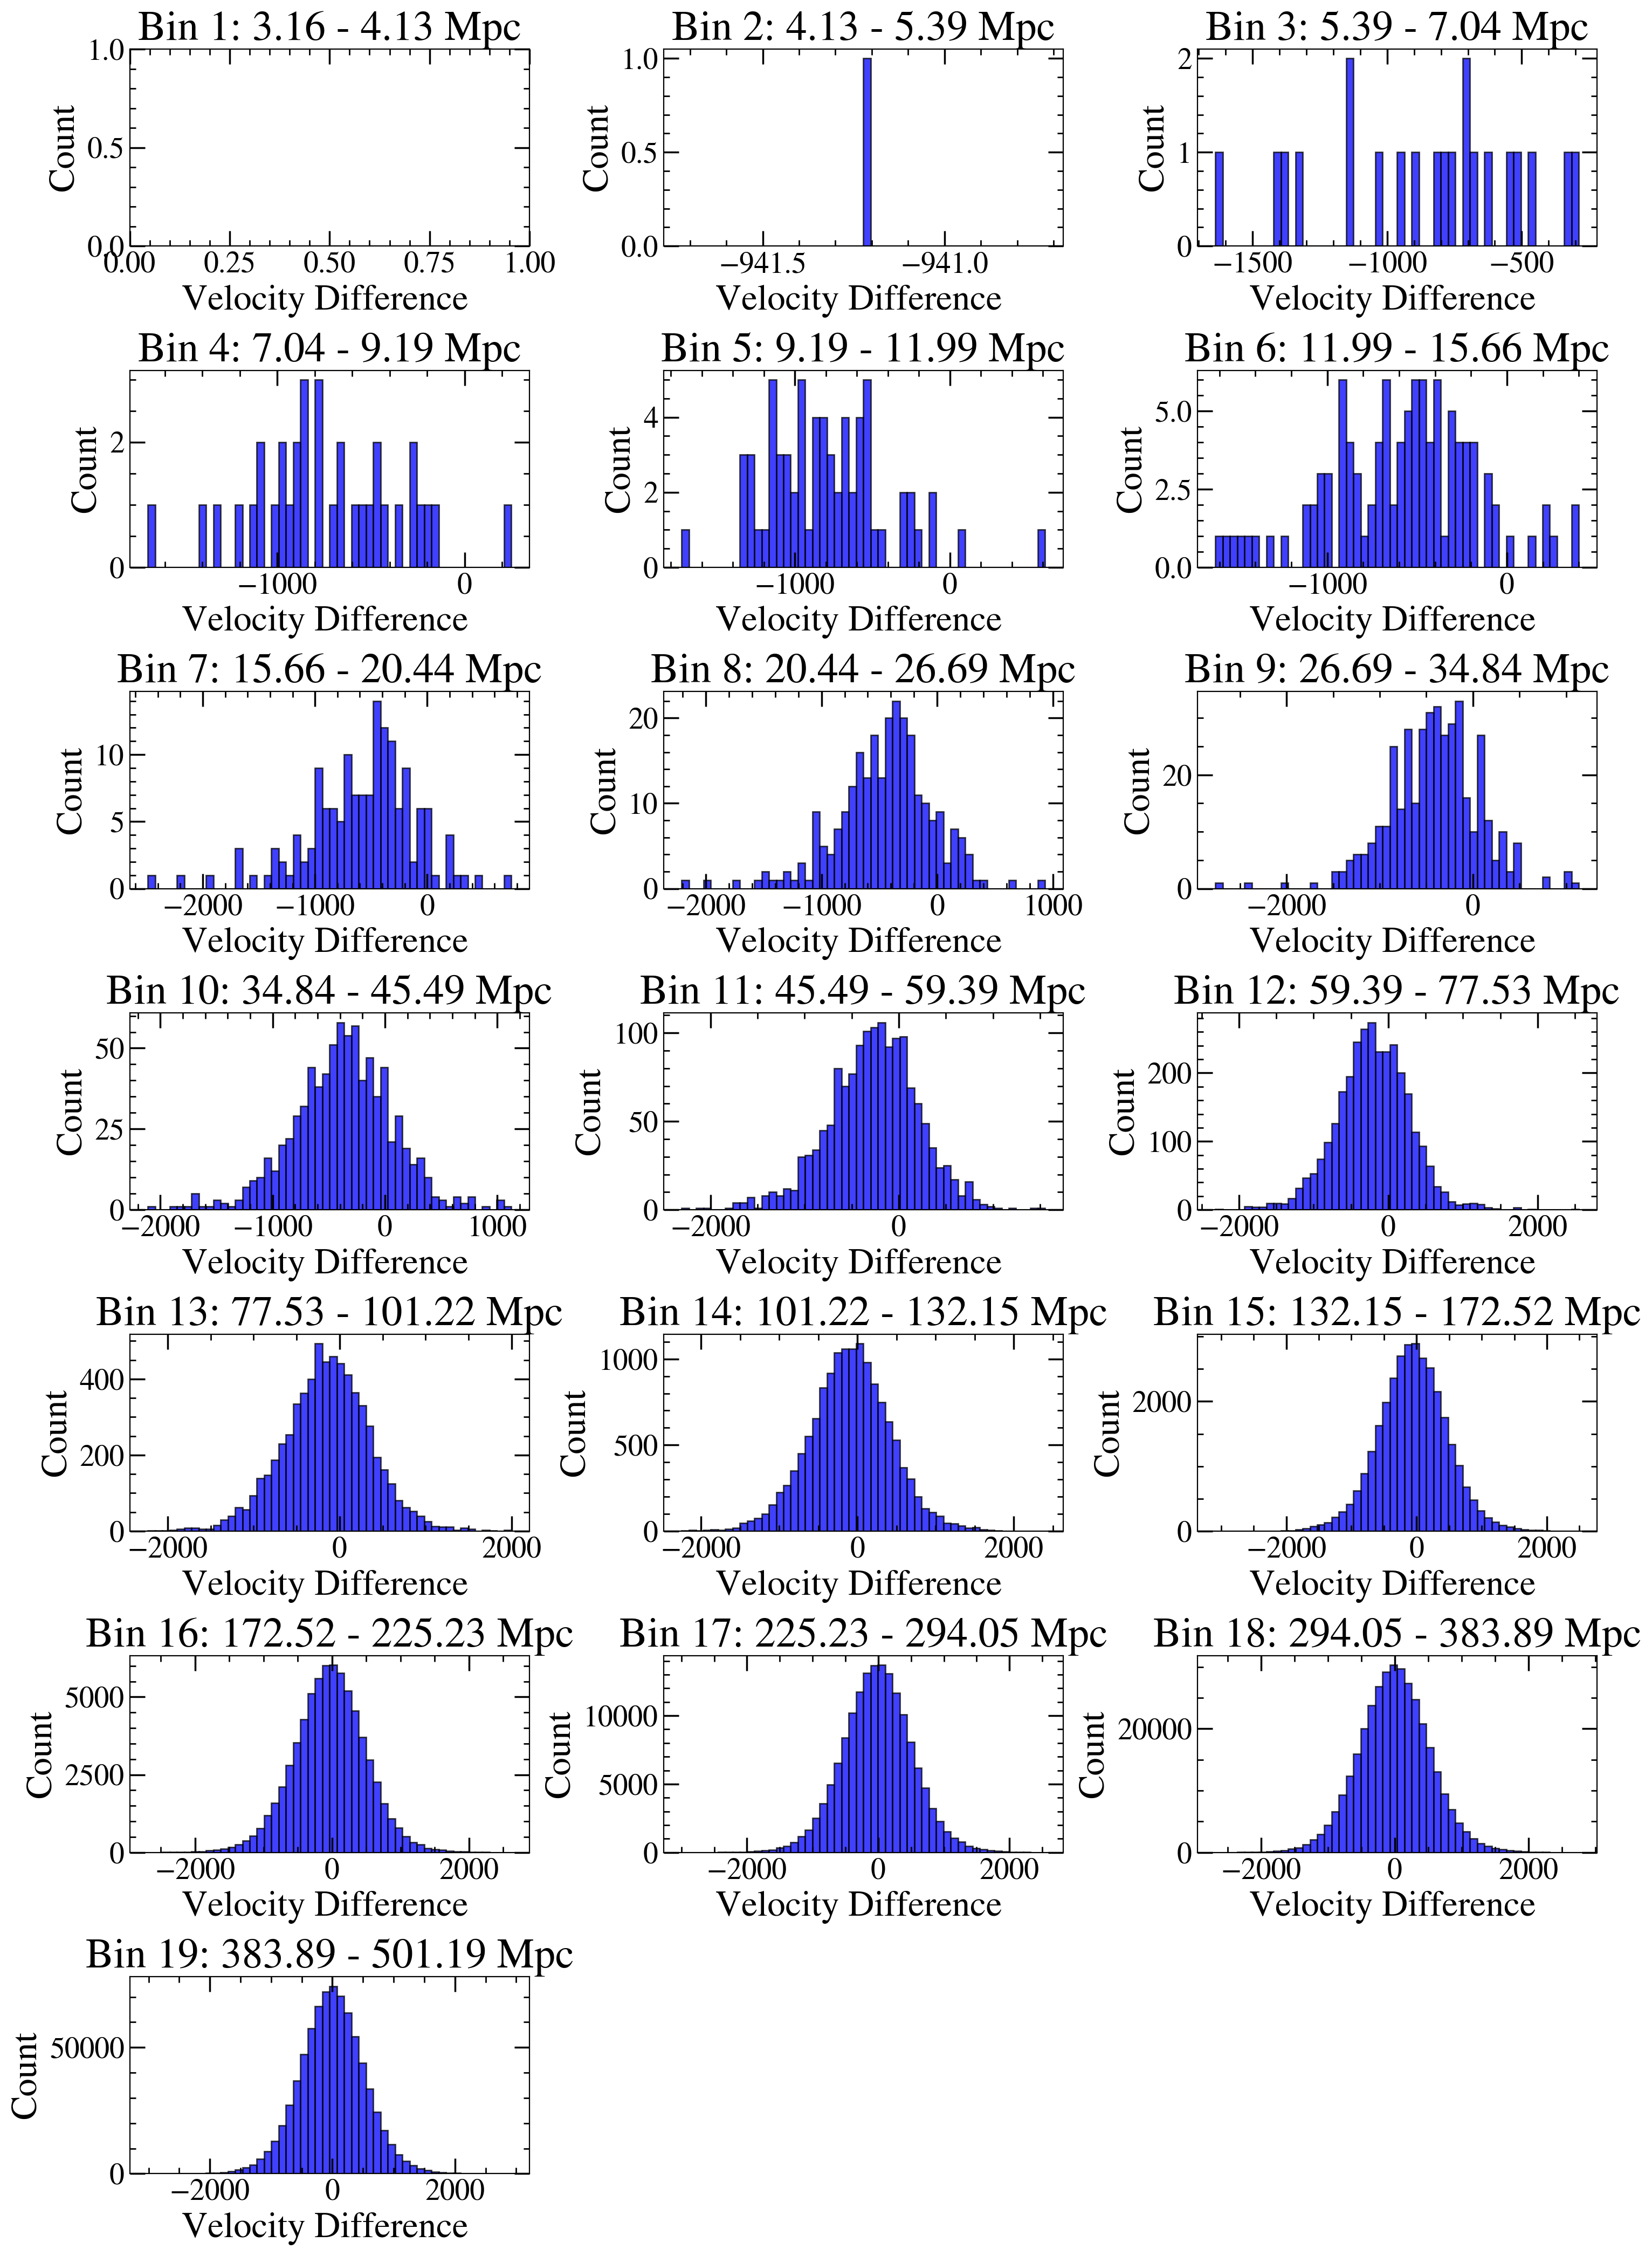 Bin 1: 3.16 - 4.13 Mpc
Count
1.0
0.5
0.0
0.00 0.25 0.50 0.75 1.00
Velocity Difference
Bin 2: 4.13 - 5.39 Mpc
Count
1.0
0.5
0.0
−941.5 −941.0
Velocity Difference
Bin 3: 5.39 - 7.04 Mpc
Count
2
1
0
−1500 −1000 −500
Velocity Difference
Bin 4: 7.04 - 9.19 Mpc
Count
2
0
−1000 0
Velocity Difference
Bin 5: 9.19 - 11.99 Mpc
Count
4
2
0
−1000 0
Velocity Difference
Bin 6: 11.99 - 15.66 Mpc
Count
5.0
2.5
0.0
−1000 0
Velocity Difference
Bin 7: 15.66 - 20.44 Mpc
Count
10
5
0
−2000 −1000 0
Velocity Difference
Bin 8: 20.44 - 26.69 Mpc
Count
20
10
0
−2000 −1000 0 1000
Velocity Difference
Bin 9: 26.69 - 34.84 Mpc
Count
20
0
−2000 0
Velocity Difference
Bin 10: 34.84 - 45.49 Mpc
Count
50
25
0
−2000 −1000 0 1000
Velocity Difference
Bin 11: 45.49 - 59.39 Mpc
Count
100
50
0
−2000 0
Velocity Difference
Bin 12: 59.39 - 77.53 Mpc
Count
200
100
0
−2000 0 2000
Velocity Difference
Bin 13: 77.53 - 101.22 Mpc
Count
400
200
0
−2000 0 2000
Velocity Difference
Bin 14: 101.22 - 132.15 Mpc
Count
1000
500
0
−2000 0 2000
Velocity Difference
Bin 15: 132.15 - 172.52 Mpc
Count
2000
0
−2000 0 2000
Velocity Difference
Bin 16: 172.52 - 225.23 Mpc
Count
5000
2500
0
−2000 0 2000
Velocity Difference
Bin 17: 225.23 - 294.05 Mpc
Count
10000
5000
0
−2000 0 2000
Velocity Difference
Bin 18: 294.05 - 383.89 Mpc
Count
20000
0
−2000 0 2000
Velocity Difference
Bin 19: 383.89 - 501.19 Mpc
Count
50000
0
−2000 0 2000
Velocity Difference